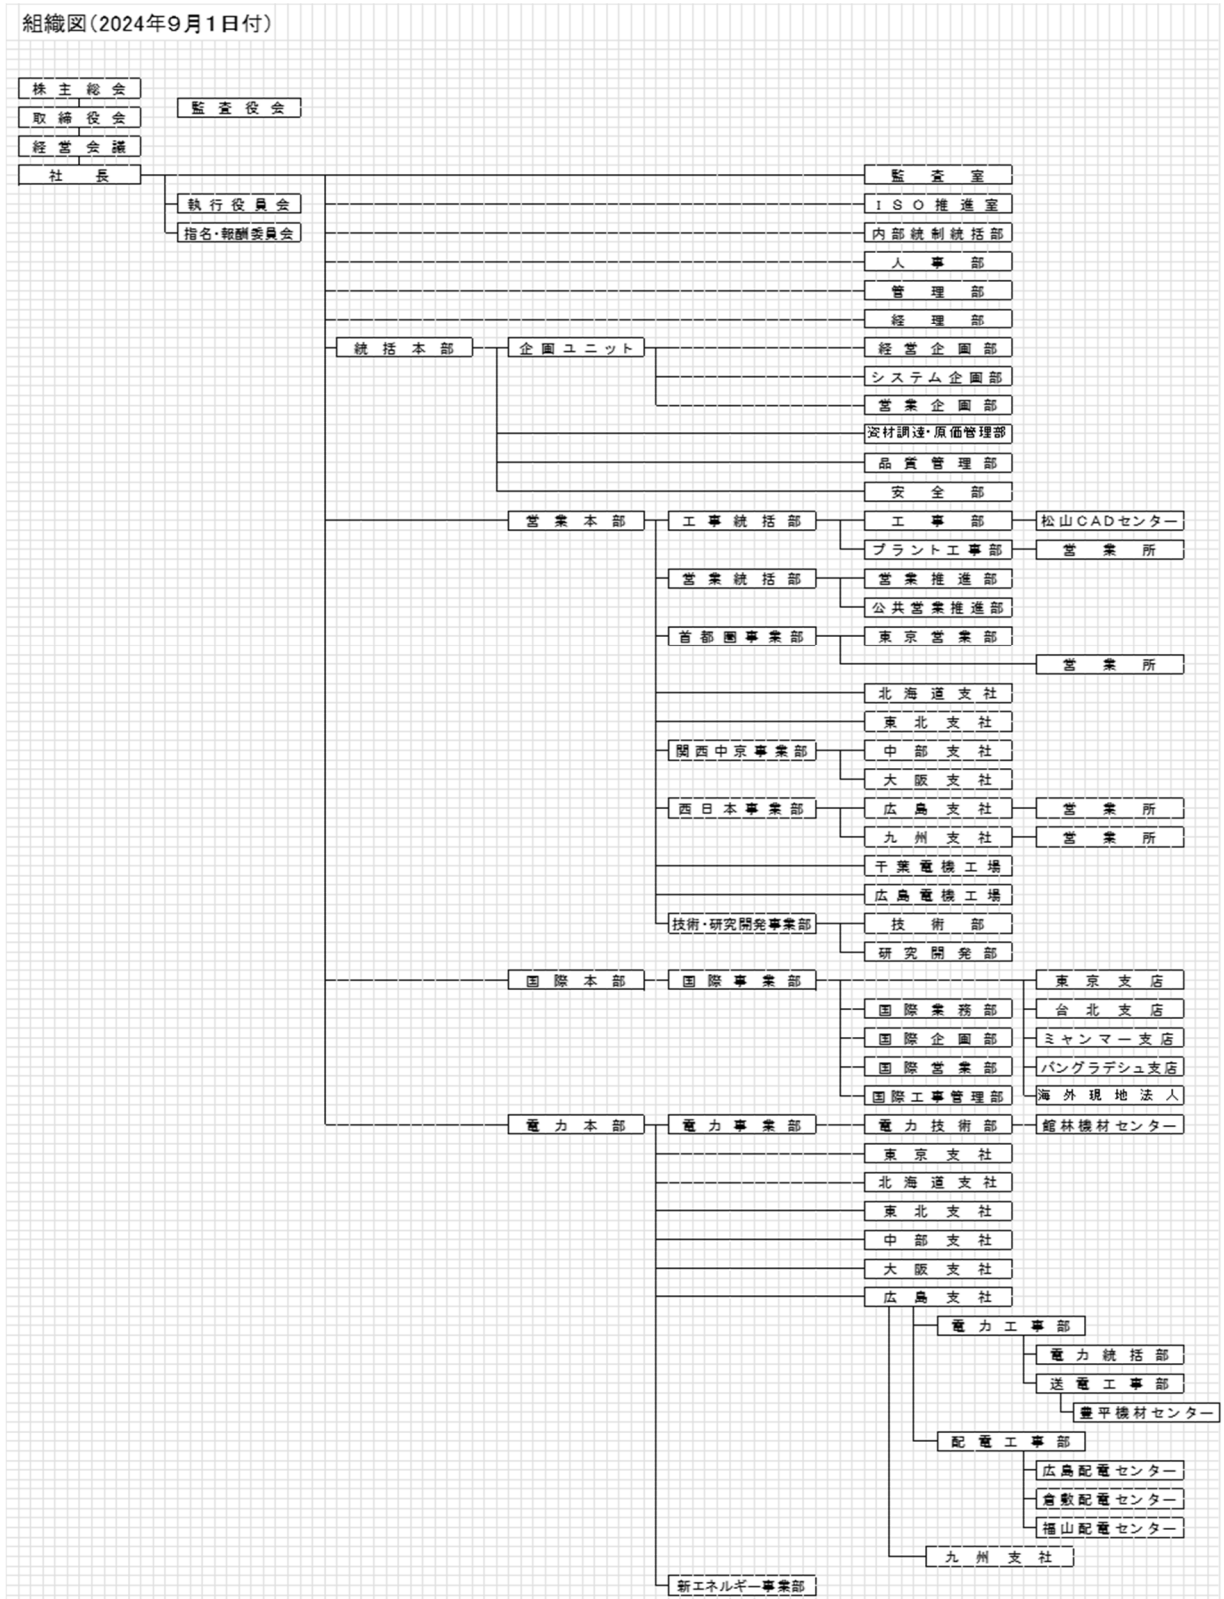 組織図（2024年９月１日付）
株主総会
監査役会
取締役会
経営会議
社長
監査室
執行役員会
ＩＳＯ推進室
指名・報酬委員会
内部統制統括部
人事部
管理部
経理部
統括本部 企画ユニット 経営企画部
システム企画部
営業企画部
資材調達・原価管理部
品質管理部
安全部
営業本部 工事統括部 工事部 松山CADセンター
プラント工事部 営業所
営業統括部 営業推進部
公共営業推進部
首都圏事業部 東京営業部
営業所
北海道支社
東北支社
関西中京事業部 中部支社
大阪支社
西日本事業部 広島支社 営業所
九州支社 営業所
千葉電機工場
広島電機工場
技術・研究開発事業部 技術部
研究開発部
国際本部 国際事業部 東京支店
国際業務部 台北支店
国際企画部 ミャンマー支店
国際営業部 バングラデシュ支店
国際工事管理部 海外現地法人
電力本部 電力事業部 電力技術部 館林機材センター
東京支社
北海道支社
東北支社
中部支社
大阪支社
広島支社
電力工事部
電力統括部
送電工事部
豊平機材センター
配電工事部
広島配電センター
倉敷配電センター
福山配電センター
九州支社
新エネルギー事業部